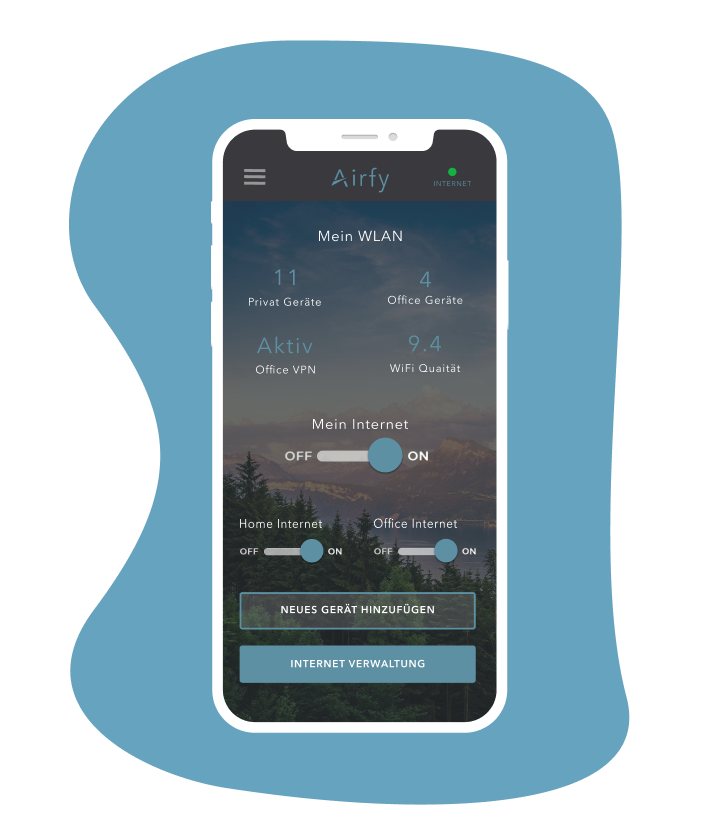 Airfy
INTERNET
Mein WLAN
11 4
Privat Geräte Office Geräte
Aktiv 9.4
Office VPN WiFi Quaität
Mein Internet
OFF ON
Home Internet Office Internet
OFF ON OFF ON
NEUES GERÄT HINZUFÜGEN
INTERNET VERWALTUNG